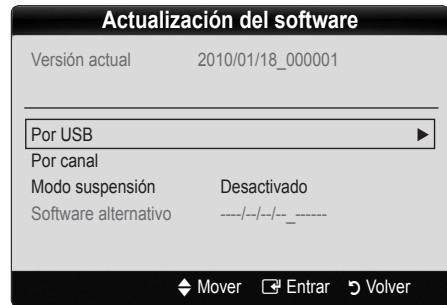 Actualización del software
Versión actual 2010/01/18_000001
Por USB
Por canal
Modo suspensión Desactivado
Software alternativo ----/--/--/--_------
Mover Entrar Volver